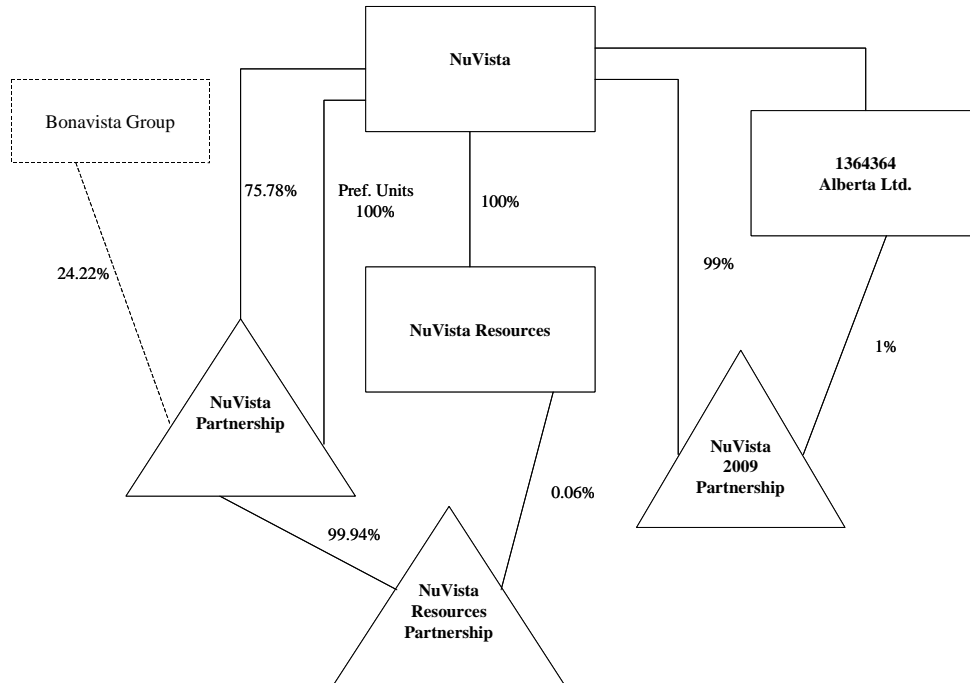 NuVista
Bonavista Group
1364364
Alberta Ltd.
75.78%
Pref. Units
100%
100%
24.22%
99%
NuVista Resources
1%
NuVista
Partnership
NuVista
2009
Partnership
0.06%
99.94%
NuVista
Resources
Partnership